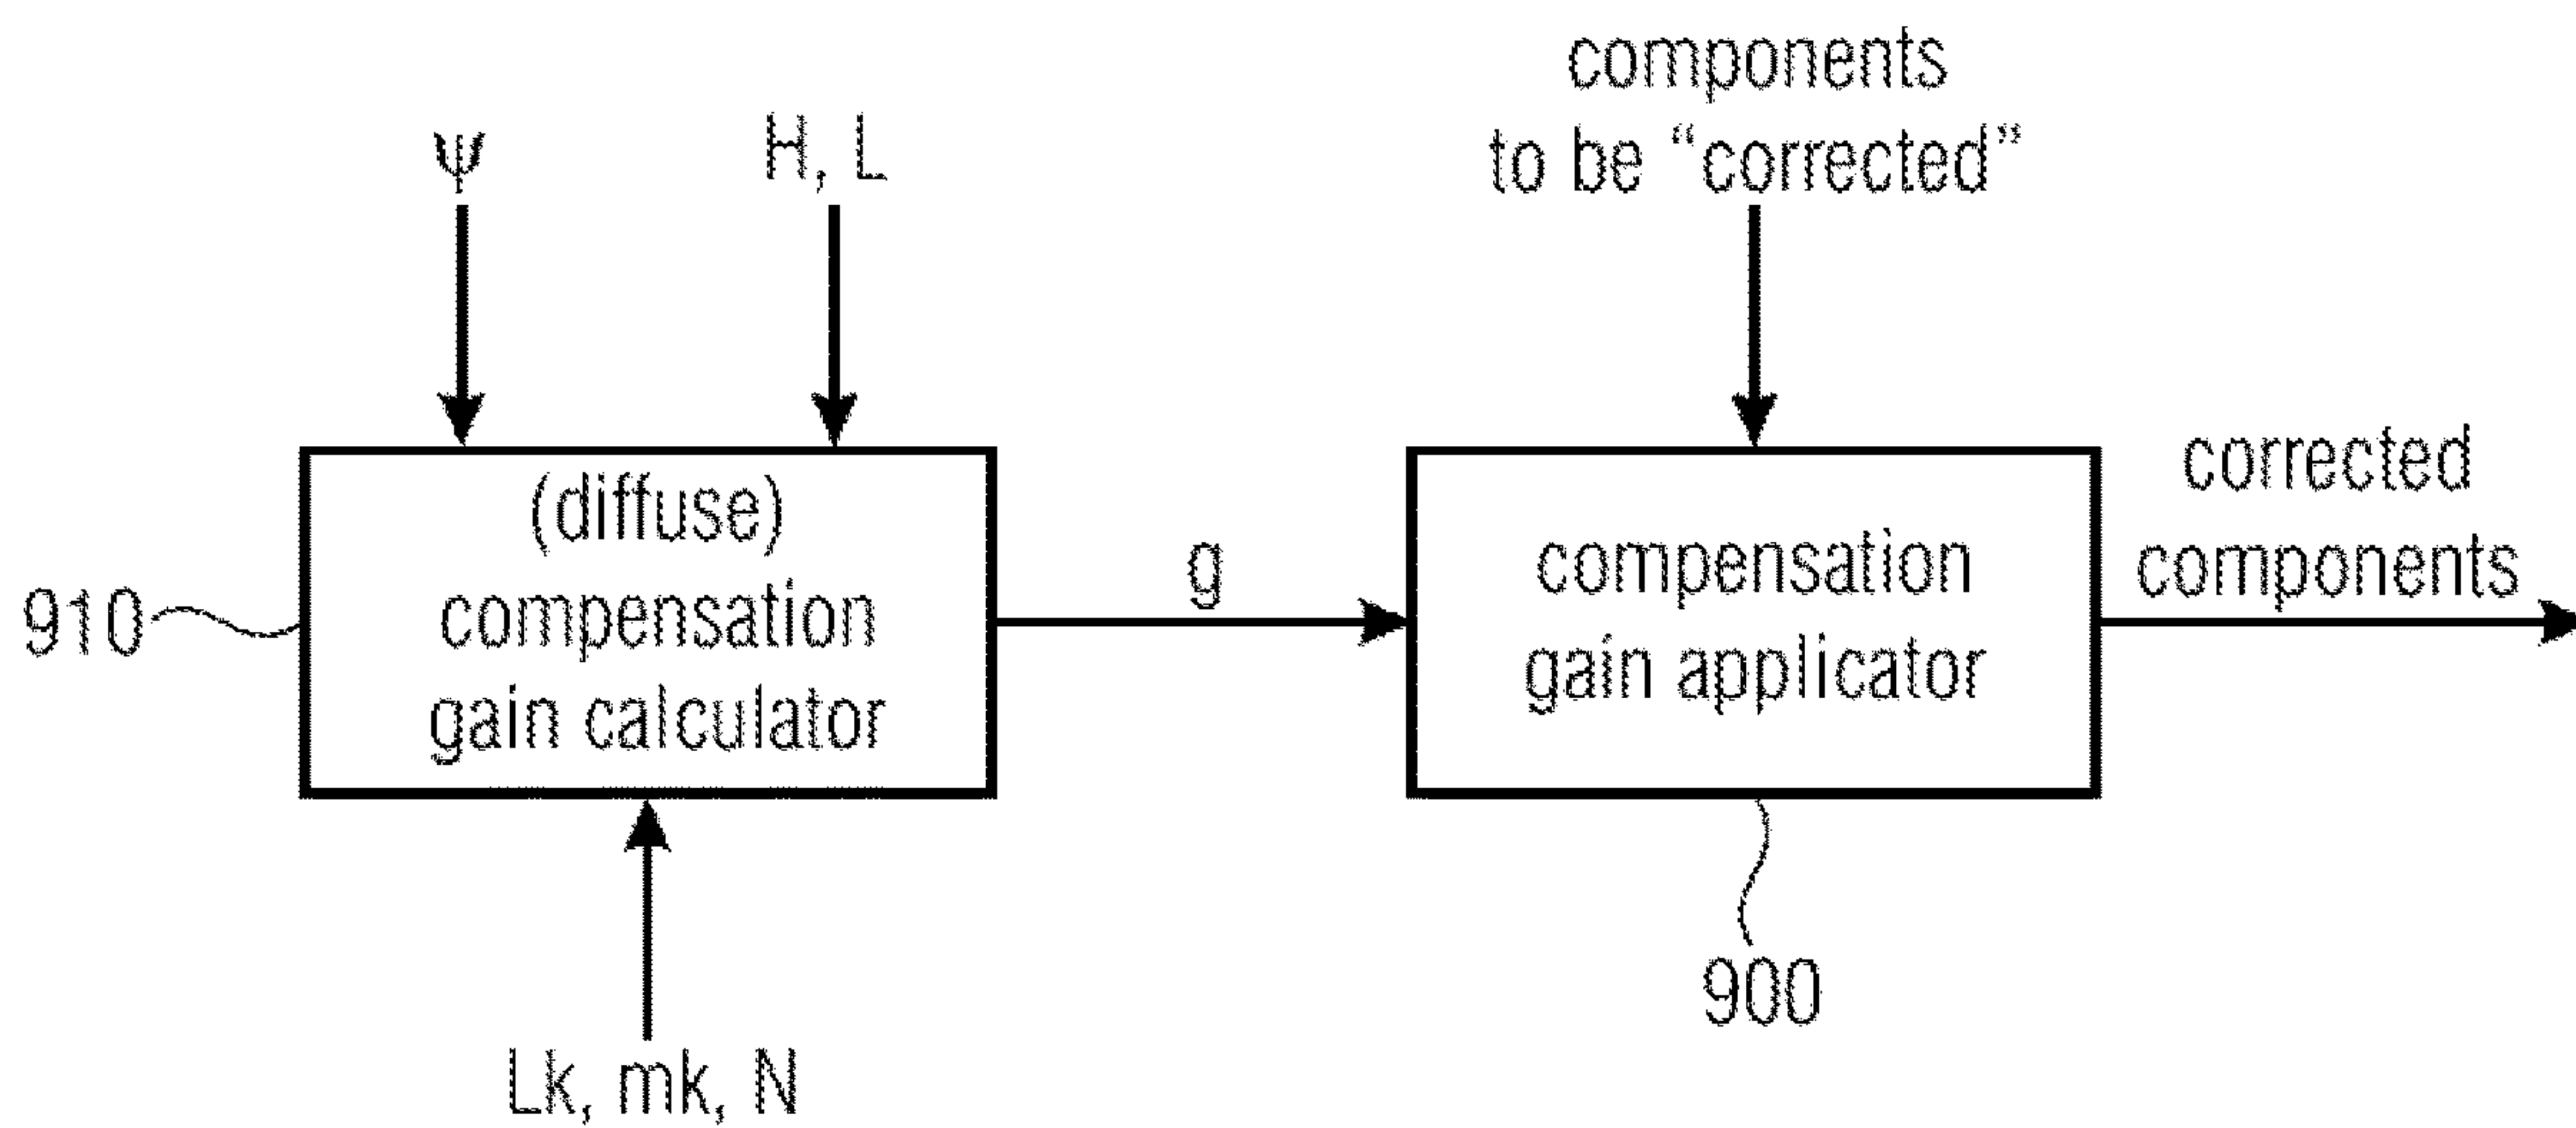 components
to be “corrected”
ψ
H, L
(diffuse)
compensation
gain calculator
910
g
compensation
gain applicator
corrected
components
900
Lk, mk, N